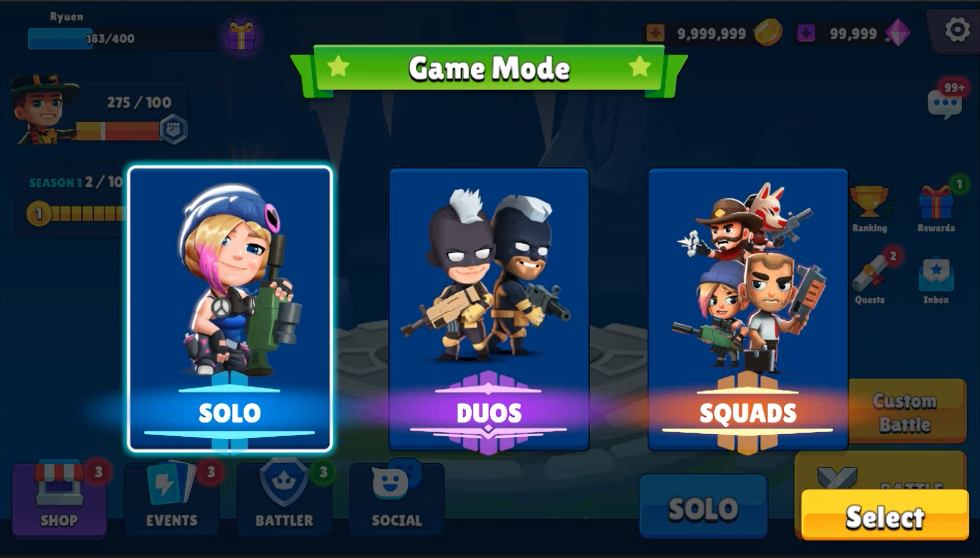 Ryuen
183/400
9,999,999
99,999
Game Mode
275 / 100
99+
SEASON 1 2 / 10
1
1
Ranking
Rewards
2
Quests
Inbox
SOLO
DUOS
SQUADS
Custom
Battle
3
3
3
SHOP
EVENTS
BATTLER
SOCIAL
SOLO
BATTLE
Select